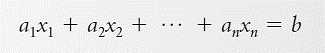 a₁x₁ + a₂x₂ + ⋯ + aₙxₙ = b